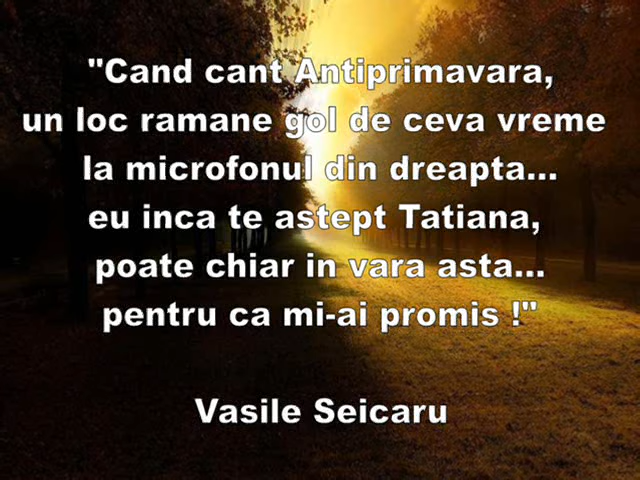 "Cand cant Antiprimavara,
un loc ramane gol de ceva vreme
la microfonul din dreapta...
eu inca te astept Tatiana,
poate chiar in vara asta...
pentru ca mi-ai promis !"
Vasile Seicaru